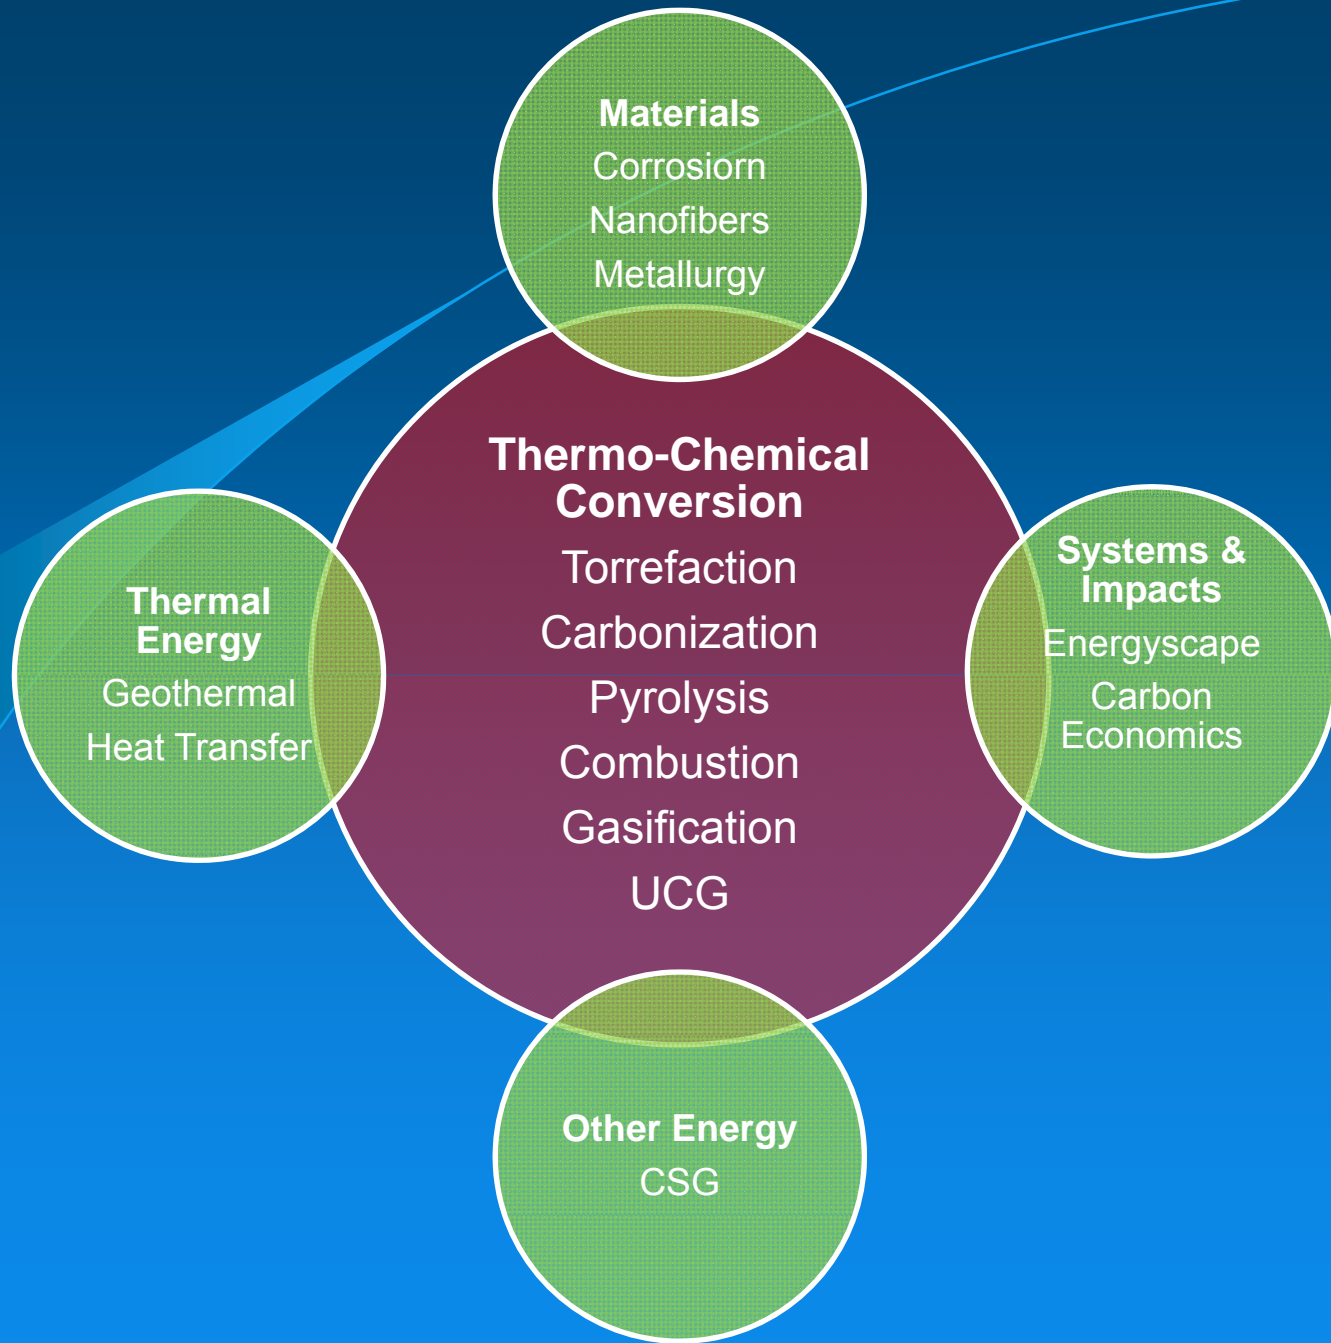 Materials
Corrosiorn
Nanofibers
Metallurgy
Thermo-Chemical
Conversion
Torrefaction
Carbonization
Pyrolysis
Combustion
Gasification
UCG
Thermal
Energy
Geothermal
Heat Transfer
Systems &
Impacts
Energyscape
Carbon
Economics
Other Energy
CSG